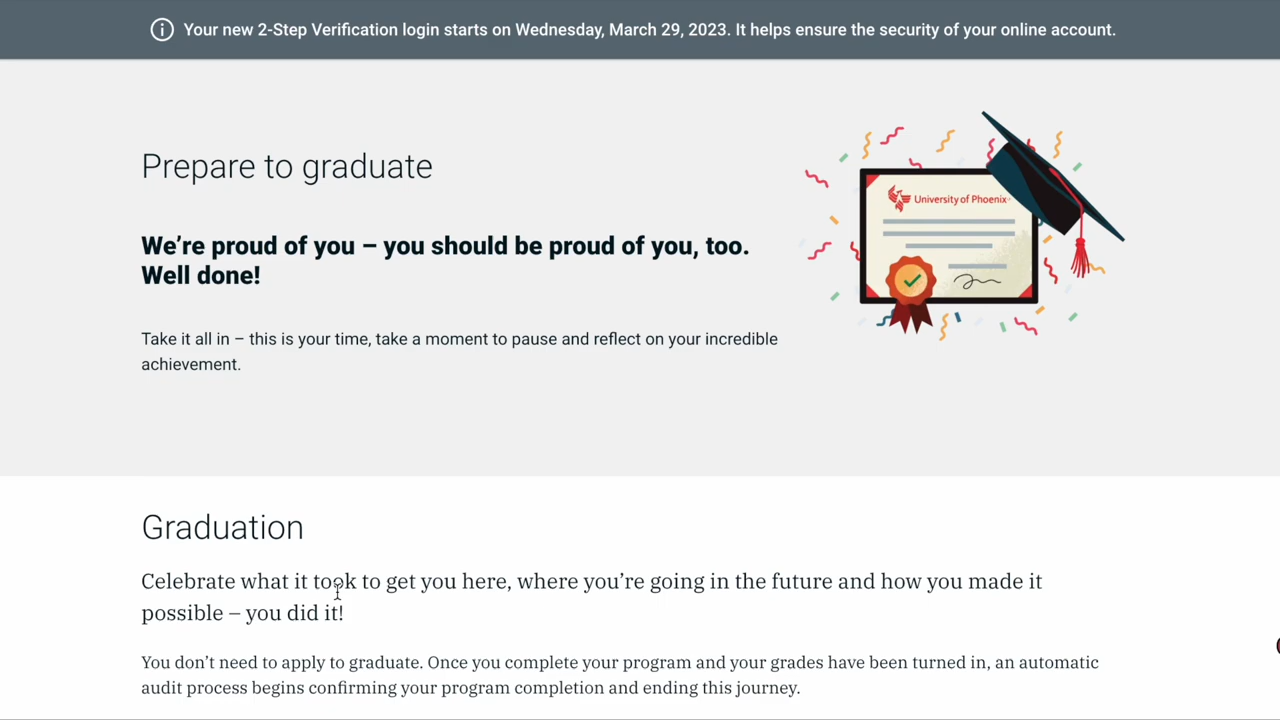 Your new 2-Step Verification login starts on Wednesday, March 29, 2023. It helps ensure the security of your online account.
Prepare to graduate
We're proud of you – you should be proud of you, too.
Well done!
Take it all in – this is your time, take a moment to pause and reflect on your incredible
achievement.
University of Phoenix
Graduation
Celebrate what it took to get you here, where you're going in the future and how you made it
possible – you did it!
You don't need to apply to graduate. Once you complete your program and your grades have been turned in, an automatic
audit process begins confirming your program completion and ending this journey.